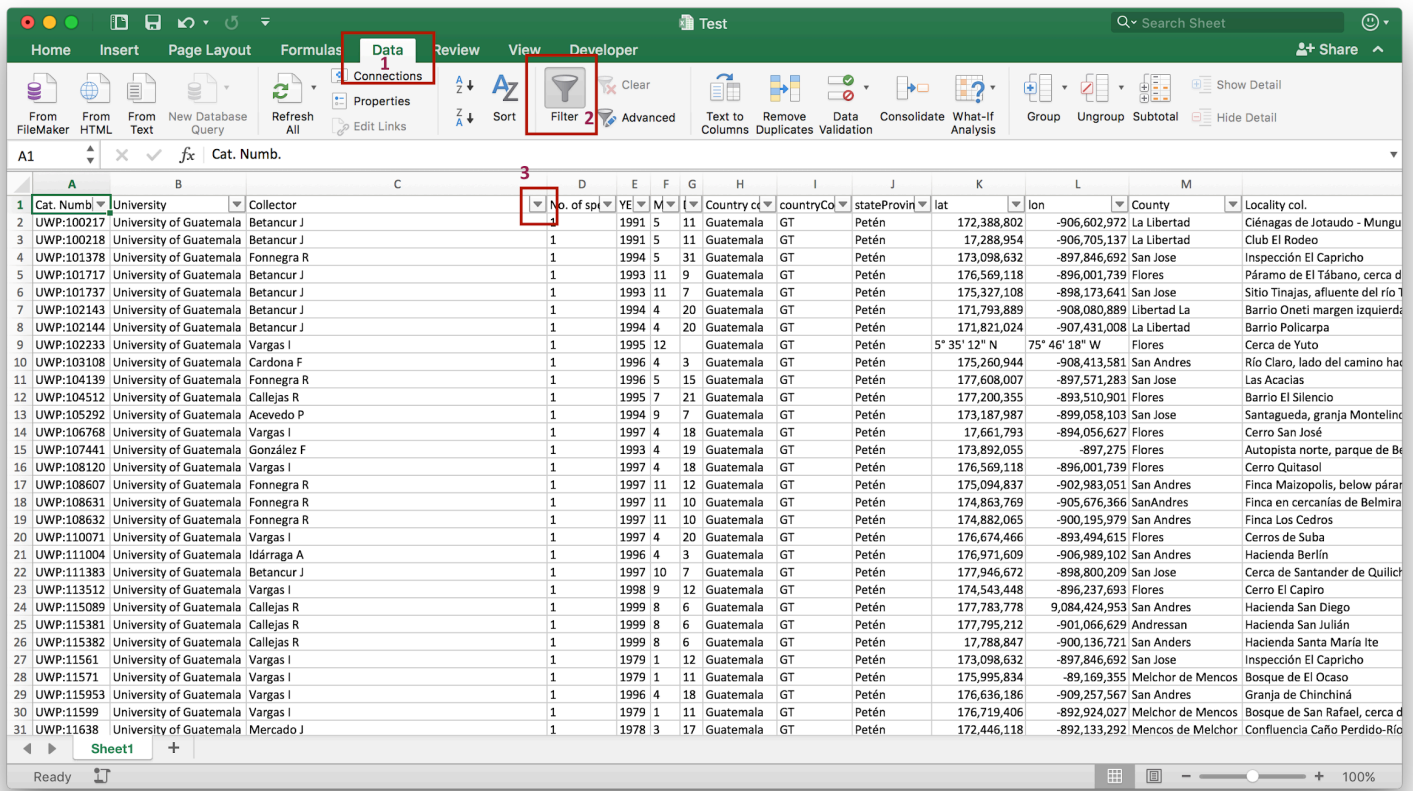 Test
Search Sheet
Home Insert Page Layout Formulas Data Review View Developer Share
1
Connections
Properties
Edit Links
From FileMaker
From HTML
From Text
New Database Query
Refresh All
A Z
Z A
AZ
Sort
Filter
2
Clear
Advanced
Text to Columns
Remove Duplicates
Data Validation
Consolidate
What-If Analysis
Group
Ungroup
Subtotal
Show Detail
Hide Detail
A1 fx Cat. Numb.
3
A B C D E F G H I J K L M
1 Cat. Numb University Collector No. of spe YE M Country co countryCo stateProvin lat lon County Locality col.
2 UWP:100217 University of Guatemala Betancur J 1 1991 5 11 Guatemala GT Petén 172,388,802 -906,602,972 La Libertad Ciénagas de Jotaudo - Mungu
3 UWP:100218 University of Guatemala Betancur J 1 1991 5 11 Guatemala GT Petén 17,288,954 -906,705,137 La Libertad Club El Rodeo
4 UWP:101378 University of Guatemala Fonnegra R 1 1994 5 31 Guatemala GT Petén 173,098,632 -897,846,692 San Jose Inspección El Capricho
5 UWP:101717 University of Guatemala Betancur J 1 1993 11 9 Guatemala GT Petén 176,569,118 -896,001,739 Flores Páramo de El Tábano, cerca d
6 UWP:101737 University of Guatemala Betancur J 1 1993 11 7 Guatemala GT Petén 175,327,108 -898,173,641 San Jose Sitio Tinajas, afluente del río T
7 UWP:102143 University of Guatemala Betancur J 1 1994 4 20 Guatemala GT Petén 171,793,889 -908,080,889 Libertad La Barrio Oneti margen izquierda
8 UWP:102144 University of Guatemala Betancur J 1 1994 4 20 Guatemala GT Petén 171,821,024 -907,431,008 La Libertad Barrio Policarpa
9 UWP:102233 University of Guatemala Vargas I 1 1995 12 Guatemala GT Petén 5° 35' 12" N 75° 46' 18" W Flores Cerca de Yuto
10 UWP:103108 University of Guatemala Cardona F 1 1996 4 3 Guatemala GT Petén 175,260,944 -908,413,581 San Andres Río Claro, lado del camino hac
11 UWP:104139 University of Guatemala Fonnegra R 1 1996 5 15 Guatemala GT Petén 177,608,007 -897,571,283 San Jose Las Acacias
12 UWP:104512 University of Guatemala Callejas R 1 1995 7 21 Guatemala GT Petén 177,200,355 -893,510,901 Flores Barrio El Silencio
13 UWP:105292 University of Guatemala Acevedo P 1 1994 9 7 Guatemala GT Petén 173,187,987 -899,058,103 San Jose Santagueda, granja Montelind
14 UWP:106768 University of Guatemala Vargas I 1 1997 4 18 Guatemala GT Petén 17,661,793 -894,056,627 Flores Cerro San José
15 UWP:107441 University of Guatemala González F 1 1993 4 19 Guatemala GT Petén 173,892,055 -897,275 Flores Autopista norte, parque de Be
16 UWP:108120 University of Guatemala Vargas I 1 1997 4 18 Guatemala GT Petén 176,569,118 -896,001,739 Flores Cerro Quitasol
17 UWP:108607 University of Guatemala Fonnegra R 1 1997 11 12 Guatemala GT Petén 175,094,837 -902,983,051 San Andres Finca Maizopolis, below párar
18 UWP:108631 University of Guatemala Fonnegra R 1 1997 11 10 Guatemala GT Petén 174,863,769 -905,676,366 SanAndres Finca en cercanías de Belmira
19 UWP:108632 University of Guatemala Fonnegra R 1 1997 11 10 Guatemala GT Petén 174,882,065 -900,195,979 San Andres Finca Los Cedros
20 UWP:110071 University of Guatemala Vargas I 1 1997 4 20 Guatemala GT Petén 176,674,466 -893,494,615 Flores Cerros de Suba
21 UWP:111004 University of Guatemala Idárraga A 1 1996 4 3 Guatemala GT Petén 176,971,609 -906,989,102 San Andres Hacienda Berlín
22 UWP:111383 University of Guatemala Betancur J 1 1997 10 7 Guatemala GT Petén 177,946,672 -898,800,209 San Jose Cerca de Santander de Quilich
23 UWP:113512 University of Guatemala Vargas I 1 1998 9 12 Guatemala GT Petén 174,543,448 -896,237,693 Flores Cerro El Capiro
24 UWP:115089 University of Guatemala Callejas R 1 1999 8 6 Guatemala GT Petén 177,783,778 9,084,424,953 San Andres Hacienda San Diego
25 UWP:115381 University of Guatemala Callejas R 1 1999 8 6 Guatemala GT Petén 177,795,212 -901,066,629 Andressan Hacienda San Julián
26 UWP:115382 University of Guatemala Callejas R 1 1999 8 6 Guatemala GT Petén 17,788,847 -900,136,721 San Anders Hacienda Santa María Ite
27 UWP:11561 University of Guatemala Vargas I 1 1979 1 12 Guatemala GT Petén 173,098,632 -897,846,692 San Jose Inspección El Capricho
28 UWP:11571 University of Guatemala Vargas I 1 1979 1 11 Guatemala GT Petén 175,995,834 -89,169,355 Melchor de Mencos Bosque de El Ocaso
29 UWP:115953 University of Guatemala Vargas I 1 1996 4 18 Guatemala GT Petén 176,636,186 -909,257,567 San Andres Granja de Chinchiná
30 UWP:11599 University of Guatemala Vargas I 1 1979 1 11 Guatemala GT Petén 176,719,406 -892,924,027 Melchor de Mencos Bosque de San Rafael, cerca d
31 UWP:11638 University of Guatemala Mercado J 1 1978 3 17 Guatemala GT Petén 172,446,118 -892,133,292 Mencos de Melchor Confluencia Caño Perdido-Río
Sheet1 +
Ready 100%